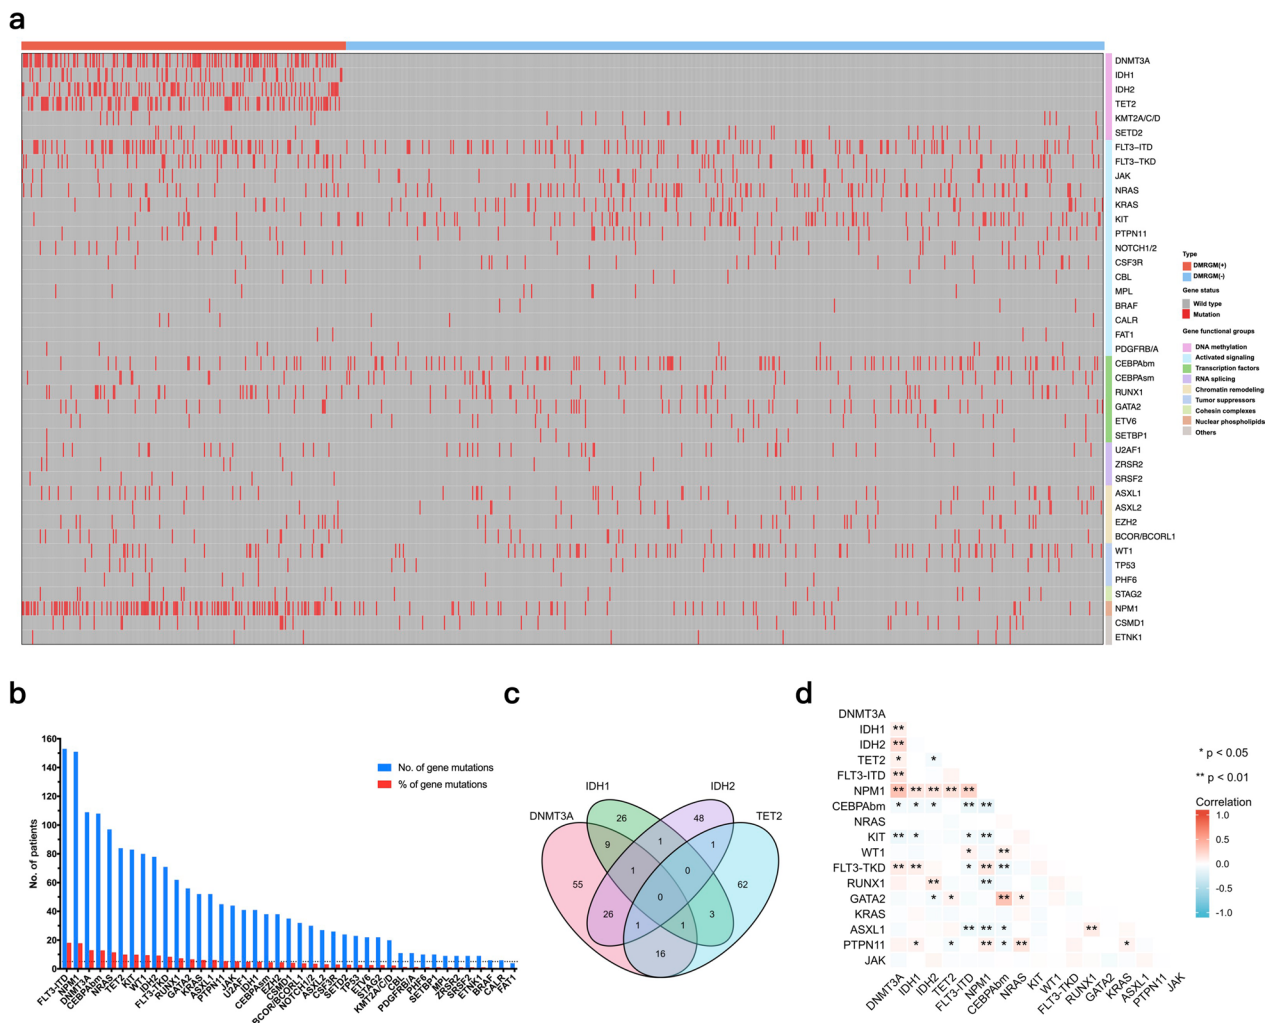 a
DNMT3A
IDH1
IDH2
TET2
KMT2A/C/D
SETD2
FLT3-ITD
FLT3-TKD
JAK
NRAS
KRAS
KIT
PTPN11
NOTCH1/2
CSF3R
CBL
MPL
BRAF
CALR
FAT1
PDGFRB/A
CEBPAbm
CEBPAsm
RUNX1
GATA2
ETV6
SETBP1
U2AF1
ZRSR2
SRSF2
ASXL1
ASXL2
EZH2
BCOR/BCORL1
WT1
TP53
PHF6
STAG2
NPM1
CSMD1
ETNK1
Type
DMRGM(+)
DMRGM(-)
Gene status
Wild type
Mutation
Gene functional groups
DNA methylation
Activated signaling
Transcription factors
RNA splicing
Chromatin remodeling
Tumor suppressors
Cohesin complexes
Nuclear phospholipids
Others
b
No. of patients
160
140
120
100
80
60
40
20
0
No. of gene mutations
% of gene mutations
FLT3-ITD
NPM1
DNMT3A
CEBPAbm
NRAS
TET2
KIT
WT1
IDH2
FLT3-TKD
RUNX1
GATA2
KRAS
ASXL1
PTPN11
JAK
U2AF1
IDH1
CEBPAsm
EZH2
CSMD1
BCOR/BCORL1
NOTCH1/2
ASXL2
CSF3R
SETD2
TP53
ETV6
STAG2
KMT2A/C/D
CBL
PDGFRB/A
PHF6
SETBP1
MPL
ZRSR2
SRSF2
ETNK1
BRAF
CALR
FAT1
c
IDH1
IDH2
DNMT3A
TET2
26
48
9
1
1
55
1
0
62
26
0
3
1
1
16
d
DNMT3A
IDH1 **
IDH2 **
TET2 * *
FLT3-ITD **
NPM1 ** ** ** ** **
CEBPAbm * * * ** **
NRAS
KIT ** * * **
WT1 * **
FLT3-TKD ** ** * ** **
RUNX1 ** **
GATA2 * * ** *
KRAS
ASXL1 ** ** * **
PTPN11 * * ** * ** *
JAK
DNMT3A
IDH1
IDH2
TET2
FLT3-ITD
NPM1
CEBPAbm
NRAS
KIT
WT1
FLT3-TKD
RUNX1
GATA2
KRAS
ASXL1
PTPN11
JAK
* p < 0.05
** p < 0.01
Correlation
1.0
0.5
0.0
-0.5
-1.0